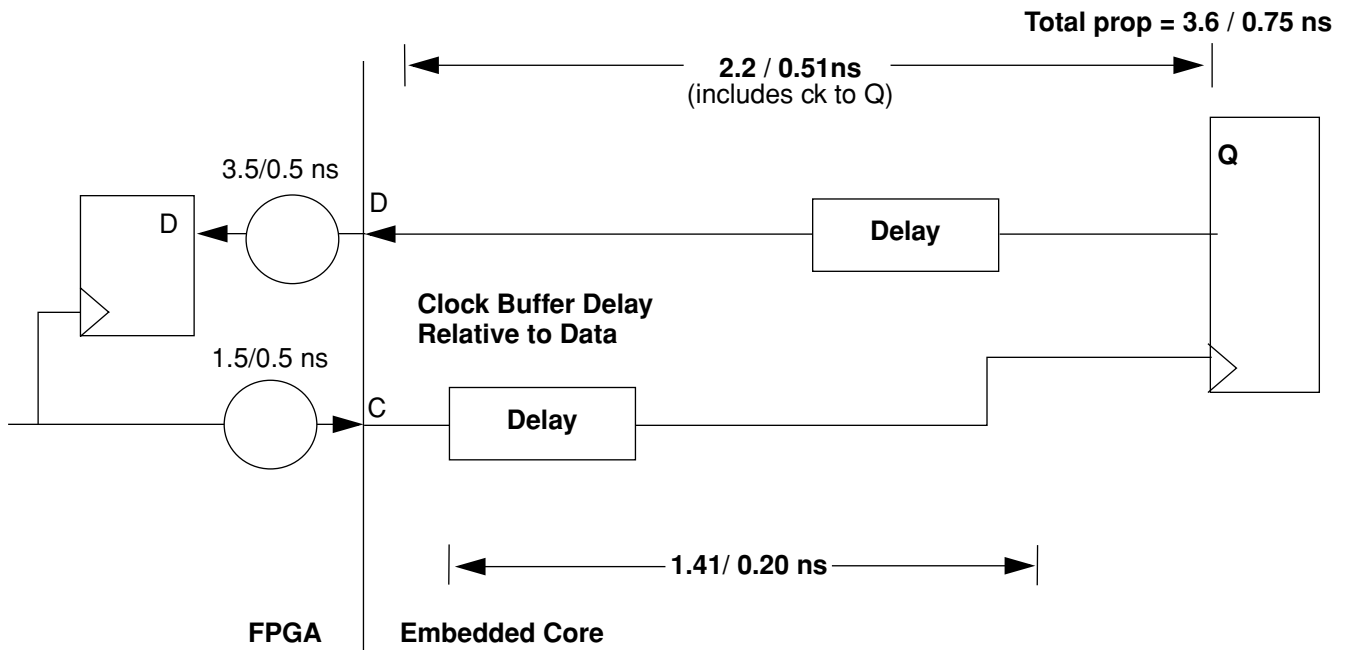 Total prop = 3.6 / 0.75 ns
2.2 / 0.51ns
(includes ck to Q)
3.5/0.5 ns
Q
D
D
Delay
Clock Buffer Delay
Relative to Data
1.5/0.5 ns
C
Delay
1.41/ 0.20 ns
FPGA
Embedded Core